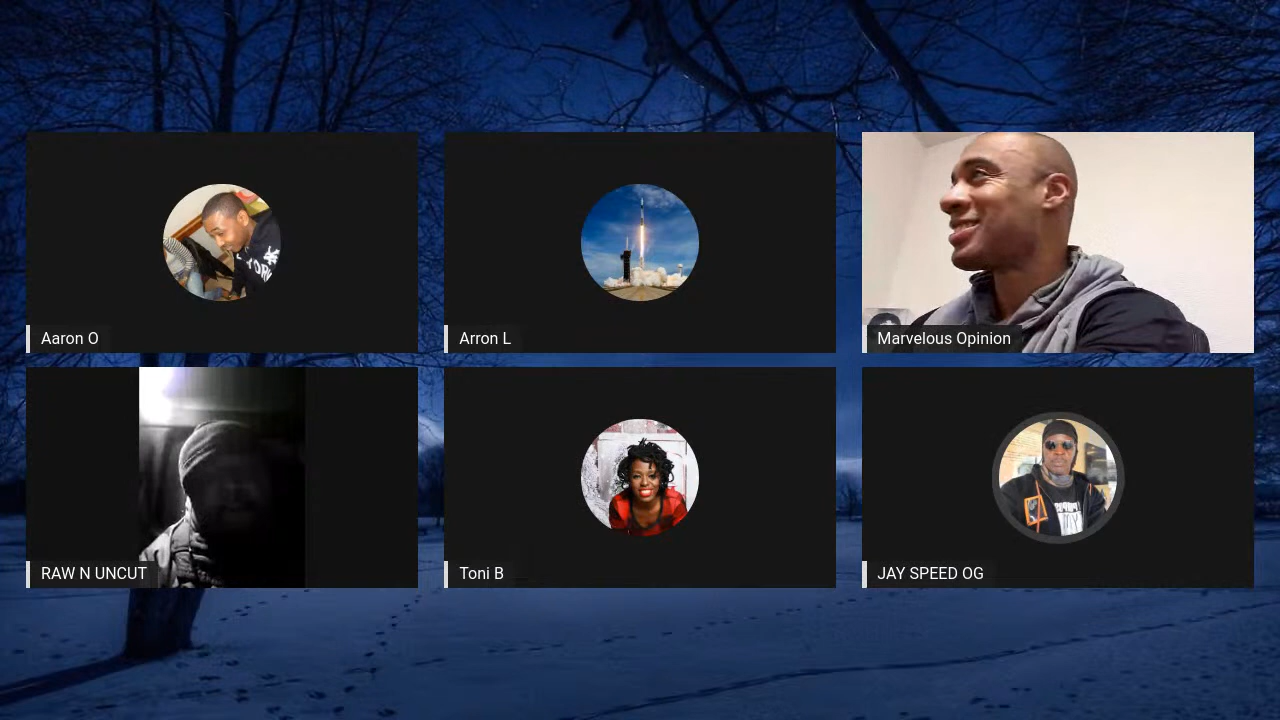 Aaron O
Arron L
Marvelous Opinion
RAW N UNCUT
Toni B
JAY SPEED OG